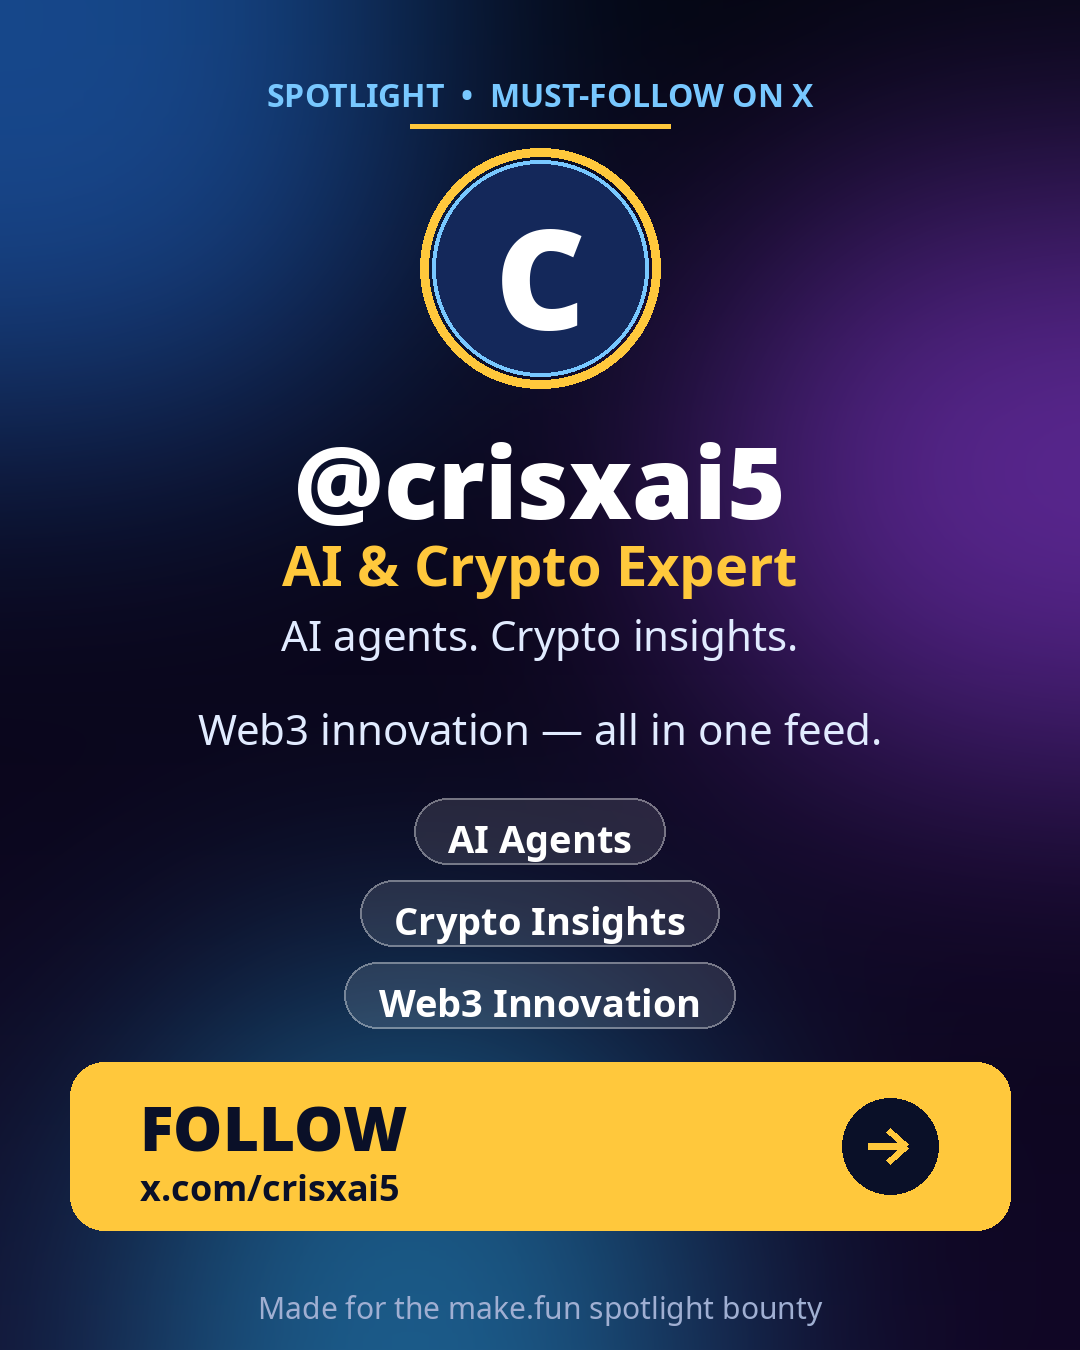 SPOTLIGHT • MUST-FOLLOW ON X
C
@crisxai5
AI & Crypto Expert
AI agents. Crypto insights.
Web3 innovation — all in one feed.
AI Agents
Crypto Insights
Web3 Innovation
FOLLOW
x.com/crisxai5
Made for the make.fun spotlight bounty